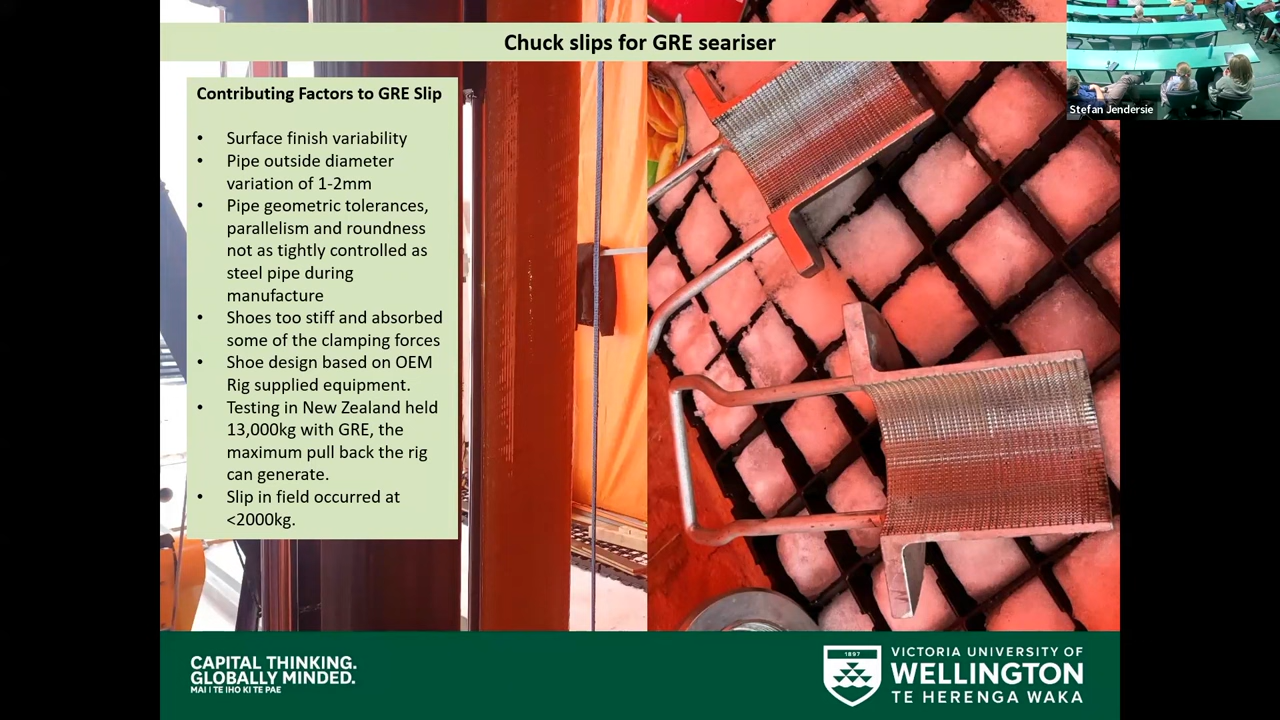 Chuck slips for GRE seariser
Stefan Jendersie
Contributing Factors to GRE Slip
• Surface finish variability
• Pipe outside diameter
variation of 1-2mm
• Pipe geometric tolerances,
parallelism and roundness
not as tightly controlled as
steel pipe during
manufacture
• Shoes too stiff and absorbed
some of the clamping forces
• Shoe design based on OEM
Rig supplied equipment.
• Testing in New Zealand held
13,000kg with GRE, the
maximum pull back the rig
can generate.
• Slip in field occurred at
<2000kg.
CAPITAL THINKING.
GLOBALLY MINDED.
MAI I TE IHO KI TE PAE
1897
VICTORIA UNIVERSITY OF
WELLINGTON
TE HERENGA WAKA